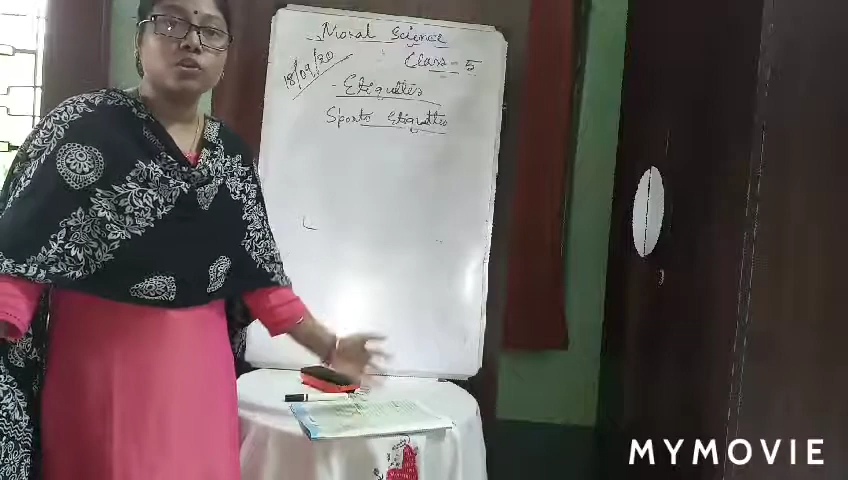 Moral Science
18/09/20
Class - 5
Etiquettes
Sports Etiquettes
MYMOVIE